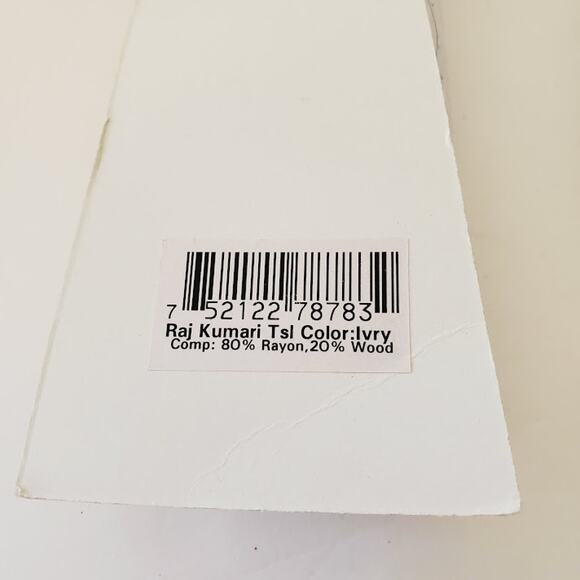 7 52122 78783
Raj Kumari Tsl Color:Ivry
Comp: 80% Rayon,20% Wood